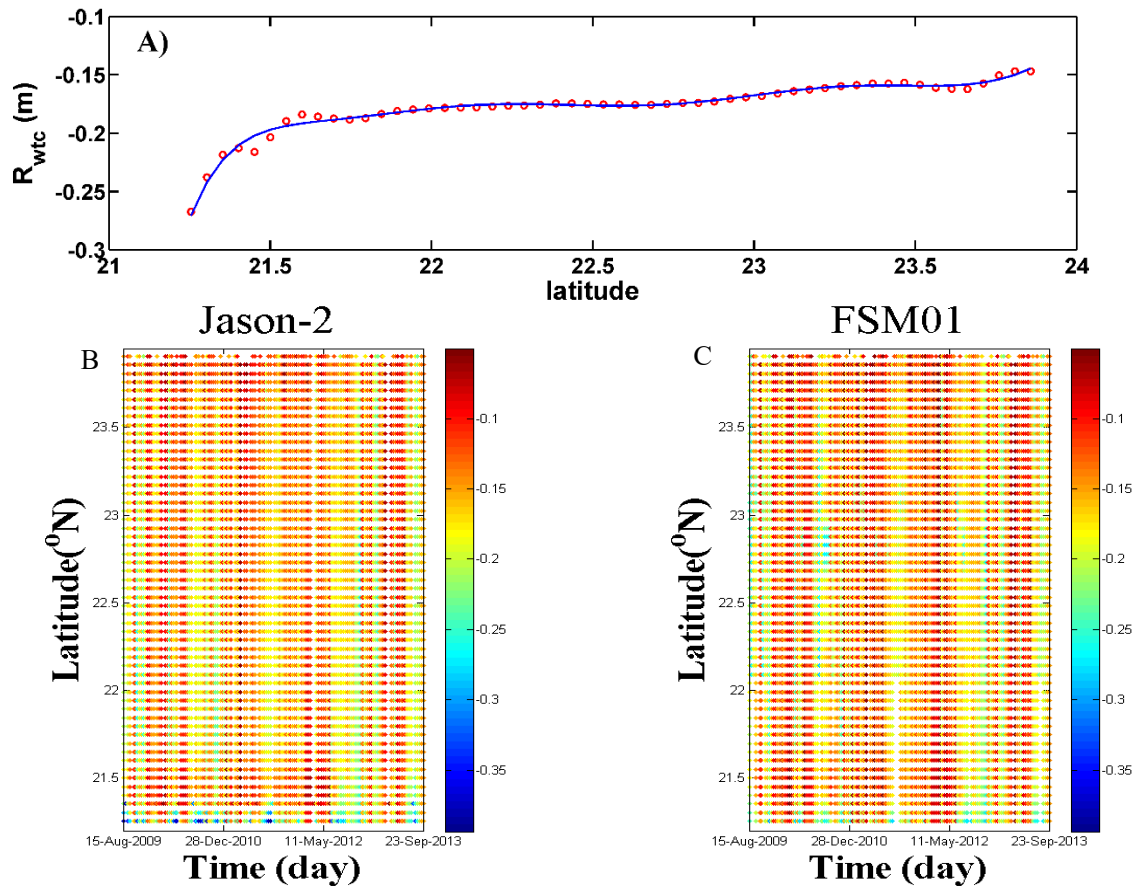 A)
R_wtc (m)
-0.1
-0.15
-0.2
-0.25
-0.3
21
21.5
22
22.5
23
23.5
24
latitude
Jason-2
B
Latitude(⁰N)
23.5
23
22.5
22
21.5
15-Aug-2009
28-Dec-2010
11-May-2012
23-Sep-2013
Time (day)
-0.1
-0.15
-0.2
-0.25
-0.3
-0.35
FSM01
C
Latitude(⁰N)
23.5
23
22.5
22
21.5
15-Aug-2009
28-Dec-2010
11-May-2012
23-Sep-2013
Time (day)
-0.1
-0.15
-0.2
-0.25
-0.3
-0.35